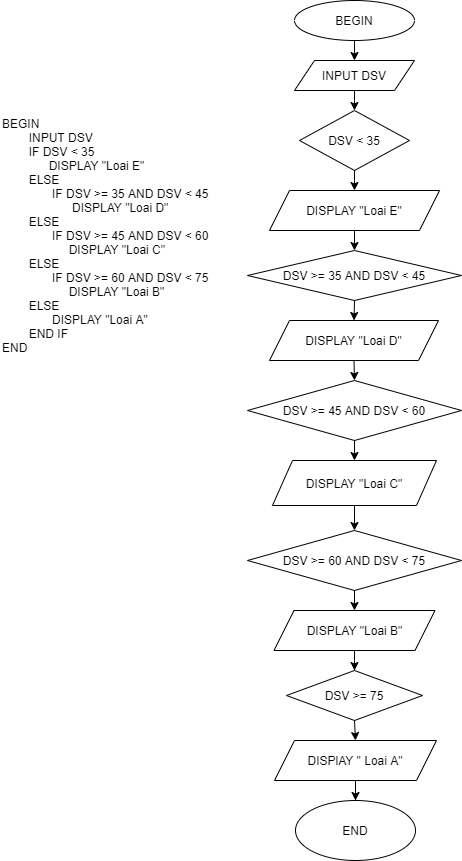 BEGIN
INPUT DSV
IF DSV < 35
DISPLAY "Loai E"
ELSE
IF DSV >= 35 AND DSV < 45
DISPLAY "Loai D"
ELSE
IF DSV >= 45 AND DSV < 60
DISPLAY "Loai C"
ELSE
IF DSV >= 60 AND DSV < 75
DISPLAY "Loai B"
ELSE
DISPLAY "Loai A"
END IF
END
BEGIN
INPUT DSV
DSV < 35
DISPLAY "Loai E"
DSV >= 35 AND DSV < 45
DISPLAY "Loai D"
DSV >= 45 AND DSV < 60
DISPLAY "Loai C"
DSV >= 60 AND DSV < 75
DISPLAY "Loai B"
DSV >= 75
DISPIAY " Loai A"
END